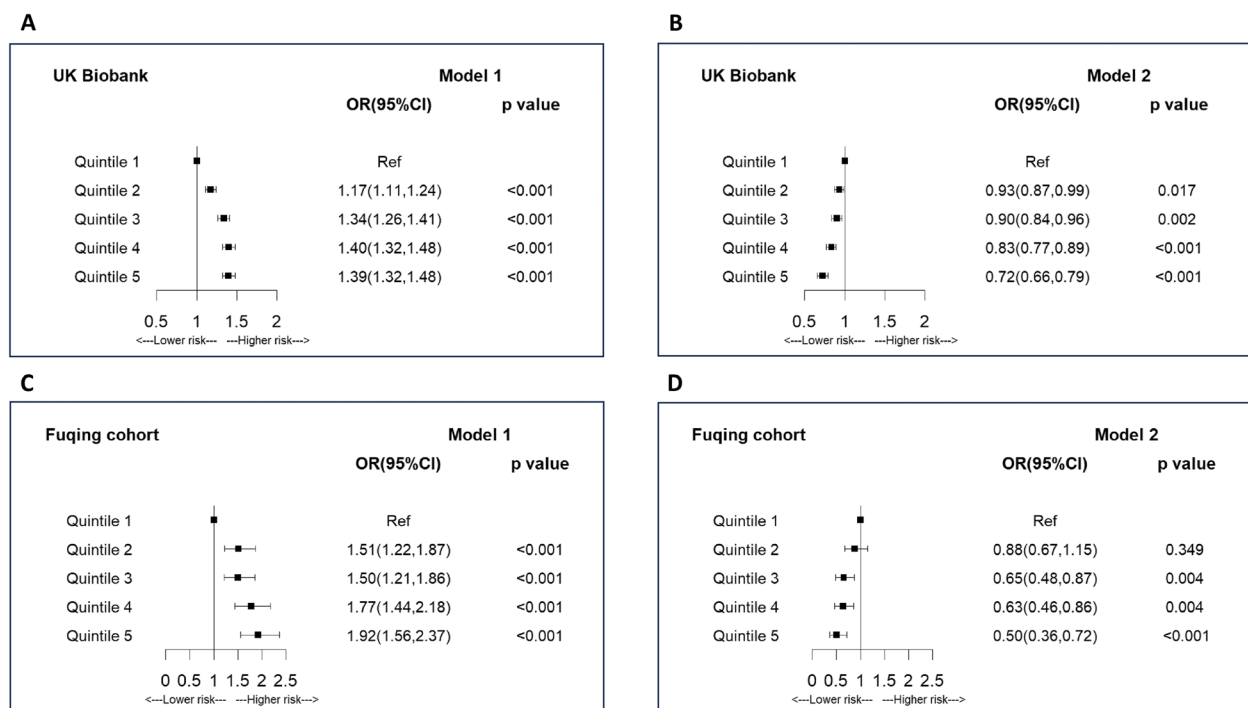 A
UK Biobank Model 1
OR(95%CI) p value
Quintile 1 Ref
Quintile 2 1.17(1.11,1.24) <0.001
Quintile 3 1.34(1.26,1.41) <0.001
Quintile 4 1.40(1.32,1.48) <0.001
Quintile 5 1.39(1.32,1.48) <0.001
0.5 1 1.5 2
<---Lower risk--- ---Higher risk--->
B
UK Biobank Model 2
OR(95%CI) p value
Quintile 1 Ref
Quintile 2 0.93(0.87,0.99) 0.017
Quintile 3 0.90(0.84,0.96) 0.002
Quintile 4 0.83(0.77,0.89) <0.001
Quintile 5 0.72(0.66,0.79) <0.001
0.5 1 1.5 2
<---Lower risk--- ---Higher risk--->
C
Fuqing cohort Model 1
OR(95%CI) p value
Quintile 1 Ref
Quintile 2 1.51(1.22,1.87) <0.001
Quintile 3 1.50(1.21,1.86) <0.001
Quintile 4 1.77(1.44,2.18) <0.001
Quintile 5 1.92(1.56,2.37) <0.001
0 0.5 1 1.5 2 2.5
<---Lower risk--- ---Higher risk--->
D
Fuqing cohort Model 2
OR(95%CI) p value
Quintile 1 Ref
Quintile 2 0.88(0.67,1.15) 0.349
Quintile 3 0.65(0.48,0.87) 0.004
Quintile 4 0.63(0.46,0.86) 0.004
Quintile 5 0.50(0.36,0.72) <0.001
0 0.5 1 1.5 2 2.5
<---Lower risk--- ---Higher risk--->